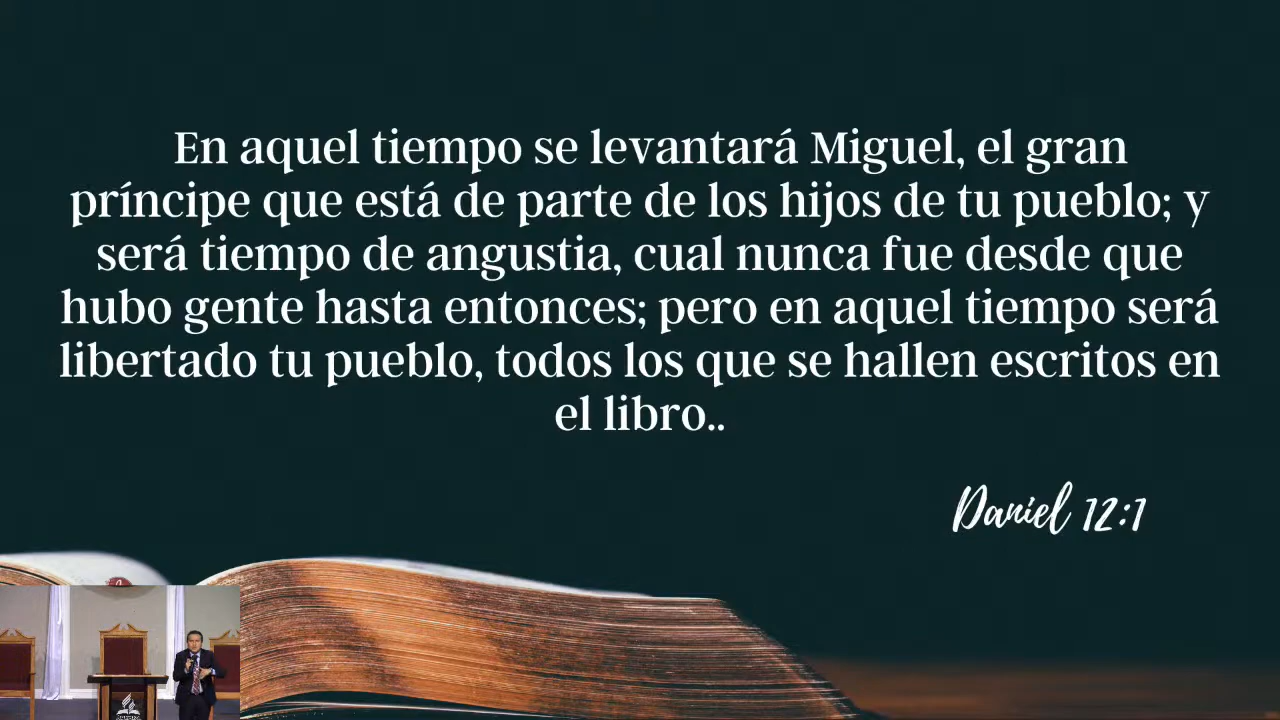 En aquel tiempo se levantará Miguel, el gran
príncipe que está de parte de los hijos de tu pueblo; y
será tiempo de angustia, cual nunca fue desde que
hubo gente hasta entonces; pero en aquel tiempo será
libertado tu pueblo, todos los que se hallen escritos en
el libro..
Daniel 12:1